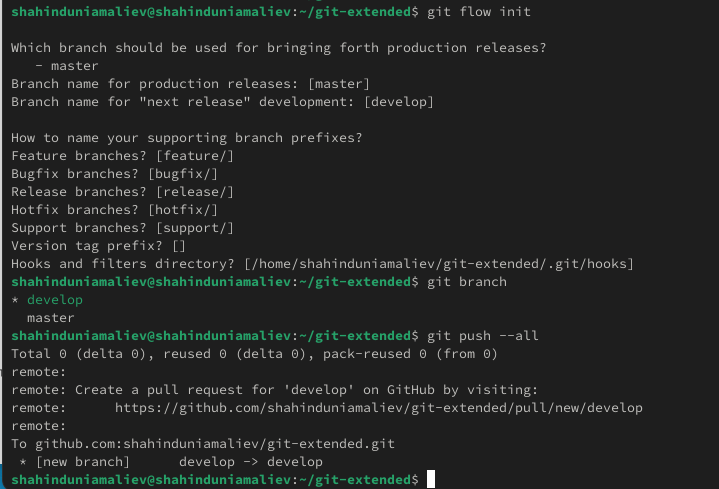 shahinduniamaliev@shahinduniamaliev:~/git-extended$ git flow init

Which branch should be used for bringing forth production releases?
   - master
Branch name for production releases: [master]
Branch name for "next release" development: [develop]

How to name your supporting branch prefixes?
Feature branches? [feature/]
Bugfix branches? [bugfix/]
Release branches? [release/]
Hotfix branches? [hotfix/]
Support branches? [support/]
Version tag prefix? []
Hooks and filters directory? [/home/shahinduniamaliev/git-extended/.git/hooks]
shahinduniamaliev@shahinduniamaliev:~/git-extended$ git branch
* develop
  master
shahinduniamaliev@shahinduniamaliev:~/git-extended$ git push --all
Total 0 (delta 0), reused 0 (delta 0), pack-reused 0 (from 0)
remote:
remote: Create a pull request for 'develop' on GitHub by visiting:
remote:      https://github.com/shahinduniamaliev/git-extended/pull/new/develop
remote:
To github.com:shahinduniamaliev/git-extended.git
 * [new branch]      develop -> develop
shahinduniamaliev@shahinduniamaliev:~/git-extended$